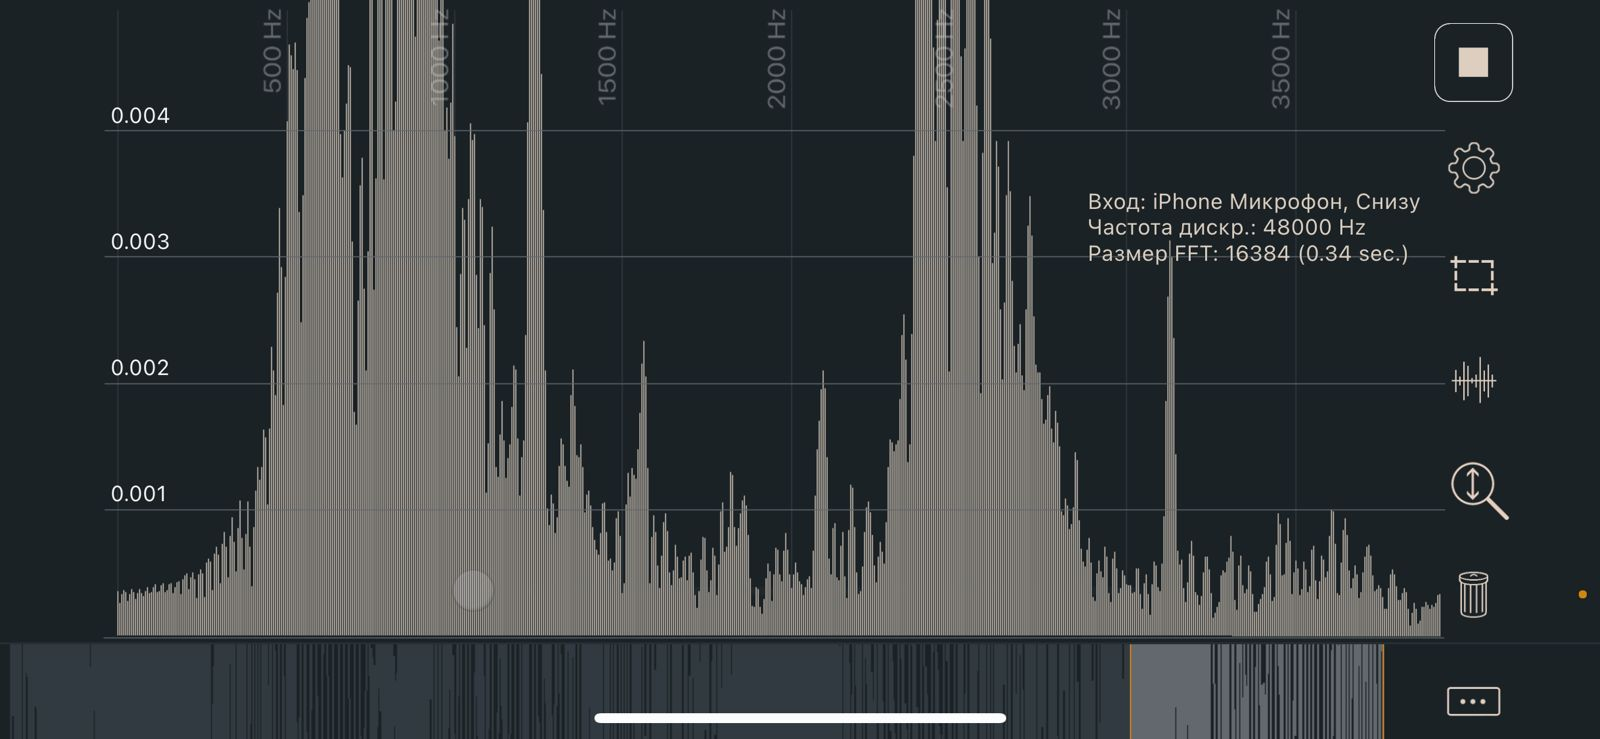 500 Hz
1000 Hz
1500 Hz
2000 Hz
2500 Hz
3000 Hz
3500 Hz
0.004
0.003
0.002
0.001
Вход: iPhone Микрофон, Снизу
Частота дискр.: 48000 Hz
Размер FFT: 16384 (0.34 sec.)